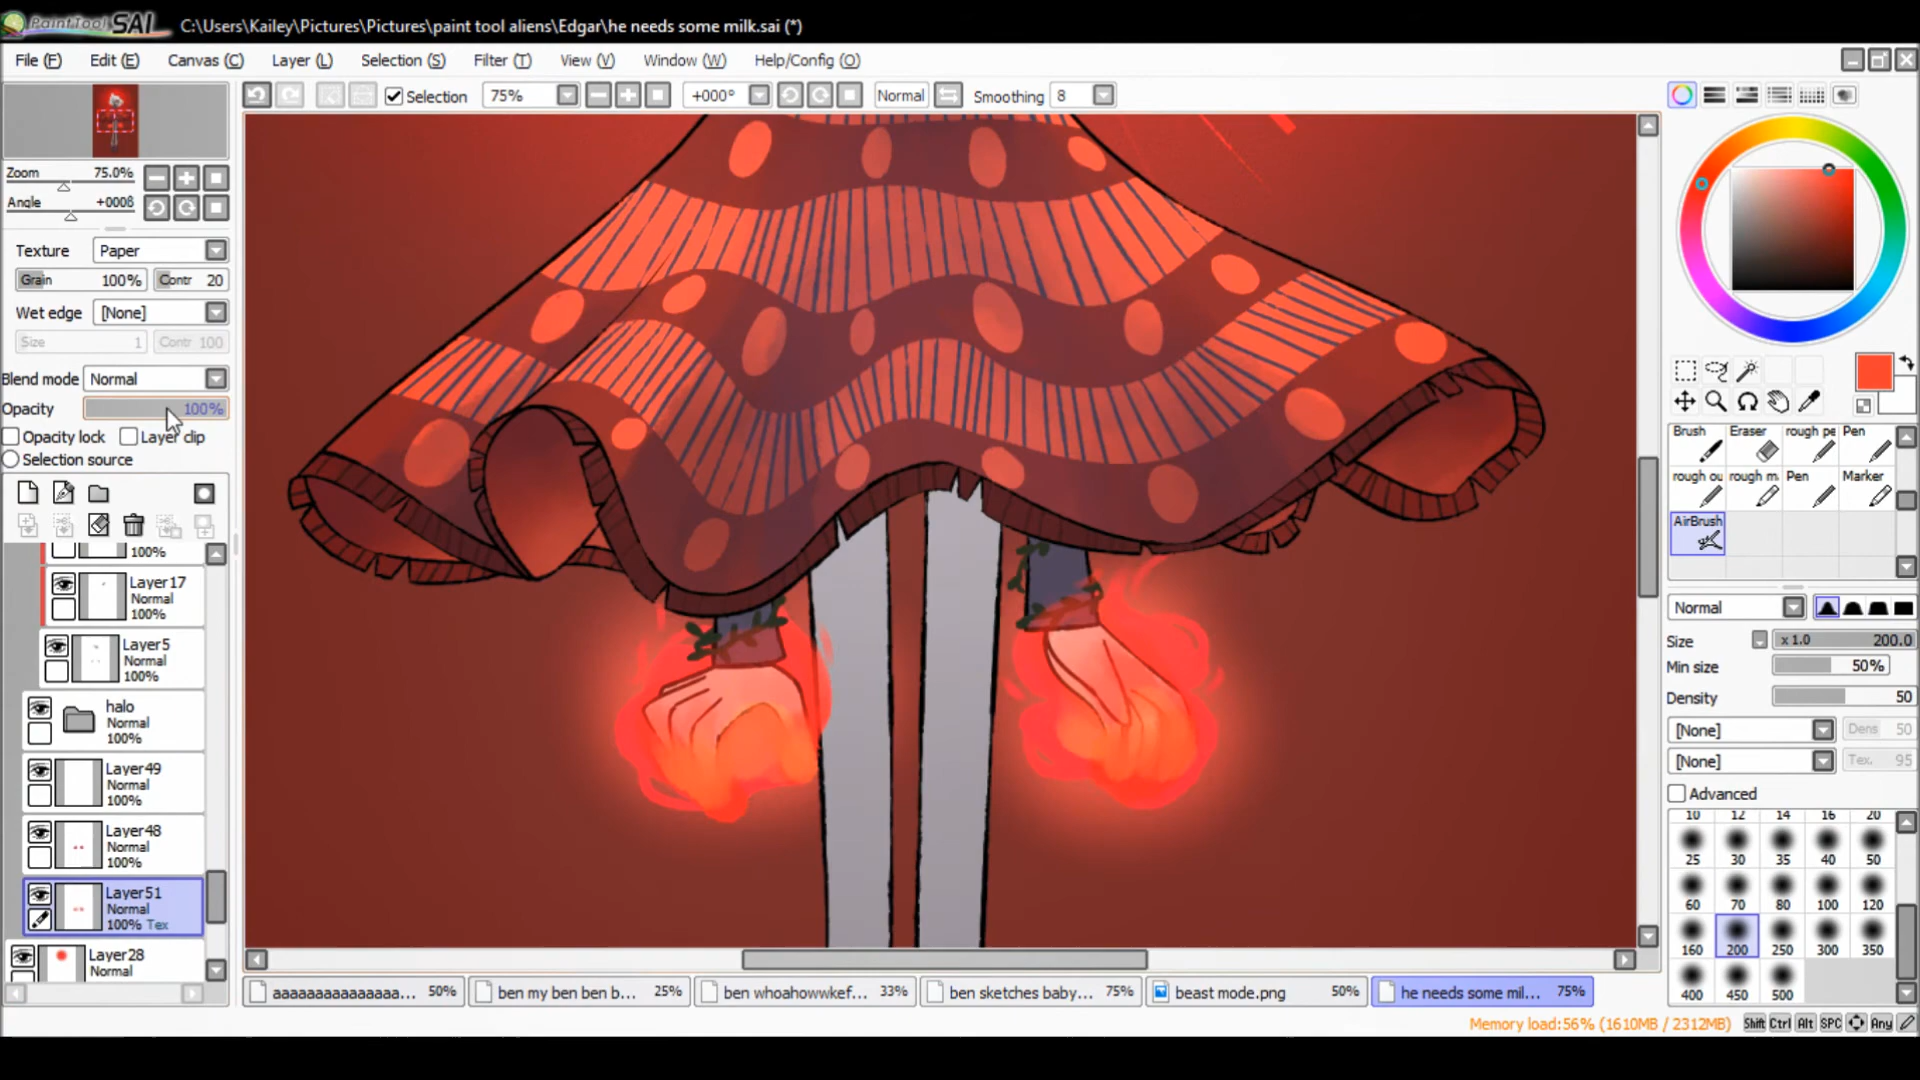 PaintTool SAI C:\Users\Kailey\Pictures\Pictures\paint tool aliens\Edgar\he needs some milk.sai (*)
File (F) Edit (E) Canvas (C) Layer (L) Selection (S) Filter (T) View (V) Window (W) Help/Config (O)
Selection 75% +000° Normal Smoothing 8
Zoom 75.0%
Angle +000ß
Texture Paper
Grain 100% Contr 20
Wet edge [None]
Size 1 Contr 100
Blend mode Normal
Opacity 100%
Opacity lock Layer clip
Selection source
100%
Layer17
Normal
100%
Layer5
Normal
100%
halo
Normal
100%
Layer49
Normal
100%
Layer48
Normal
100%
Layer51
Normal
100% Tex
Layer28
Normal
Brush Eraser rough pe Pen
rough ou rough m. Pen Marker
AirBrush
Normal
Size x 1.0 200.0
Min size 50%
Density 50
[None] Dens 50
[None] Tex. 95
Advanced
10 12 14 16 20
25 30 35 40 50
60 70 80 100 120
160 200 250 300 350
400 450 500
aaaaaaaaaaaaaaa... 50% ben my ben ben b... 25% ben whoahowwkef... 33% ben sketches baby... 75% beast mode.png 50% he needs some mil... 75%
Memory load:56% (1610MB / 2312MB) Shift Ctrl Alt SPC Any